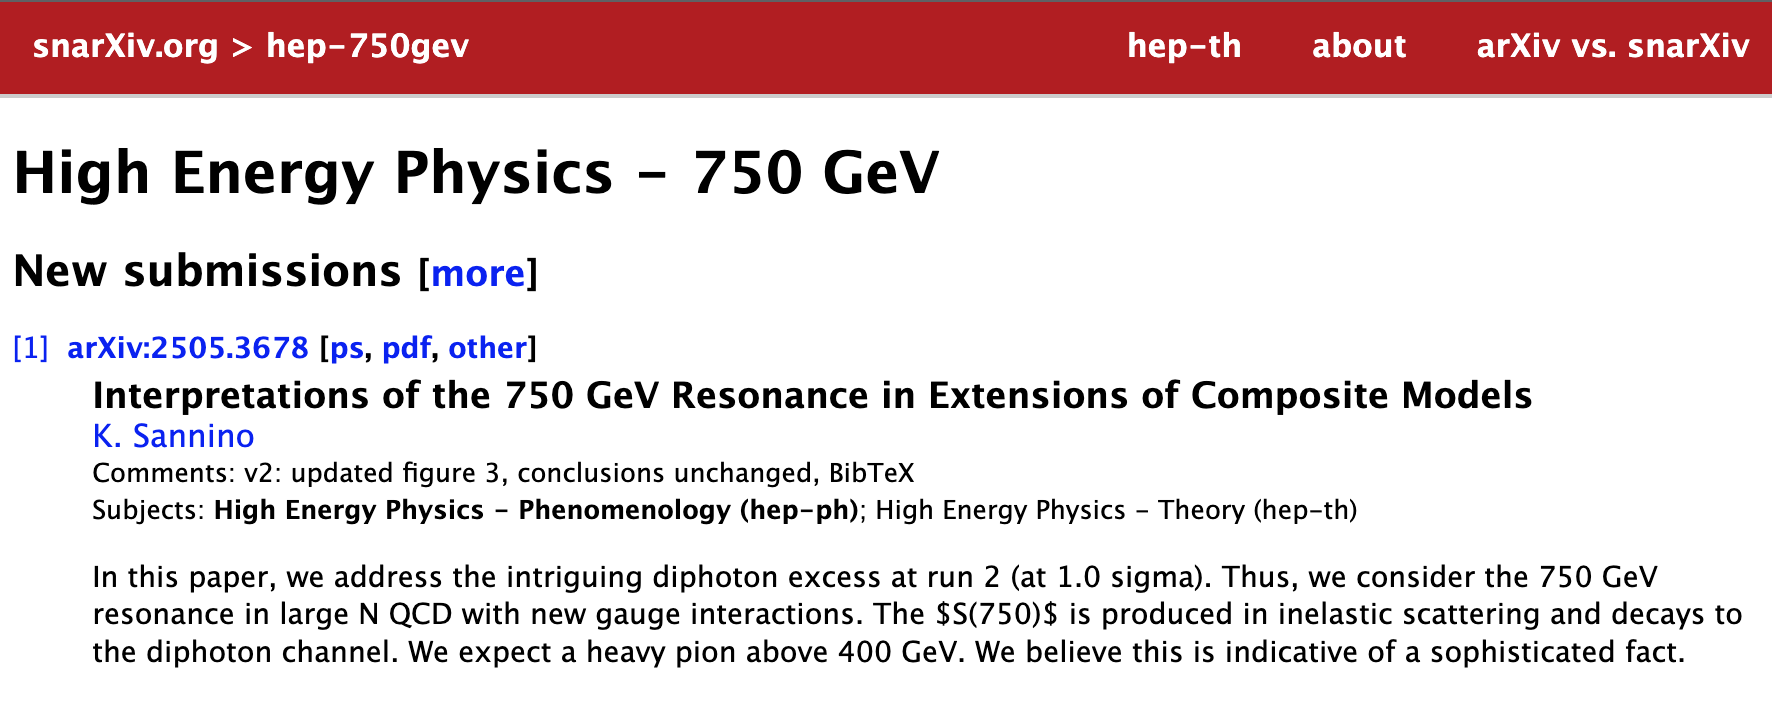 snarXiv.org > hep-750gev hep-th about arXiv vs. snarXiv
High Energy Physics - 750 GeV
New submissions [more]
[1] arXiv:2505.3678 [ps, pdf, other]
Interpretations of the 750 GeV Resonance in Extensions of Composite Models
K. Sannino
Comments: v2: updated figure 3, conclusions unchanged, BibTeX
Subjects: High Energy Physics - Phenomenology (hep-ph); High Energy Physics - Theory (hep-th)
In this paper, we address the intriguing diphoton excess at run 2 (at 1.0 sigma). Thus, we consider the 750 GeV
resonance in large N QCD with new gauge interactions. The $S(750)$ is produced in inelastic scattering and decays to
the diphoton channel. We expect a heavy pion above 400 GeV. We believe this is indicative of a sophisticated fact.